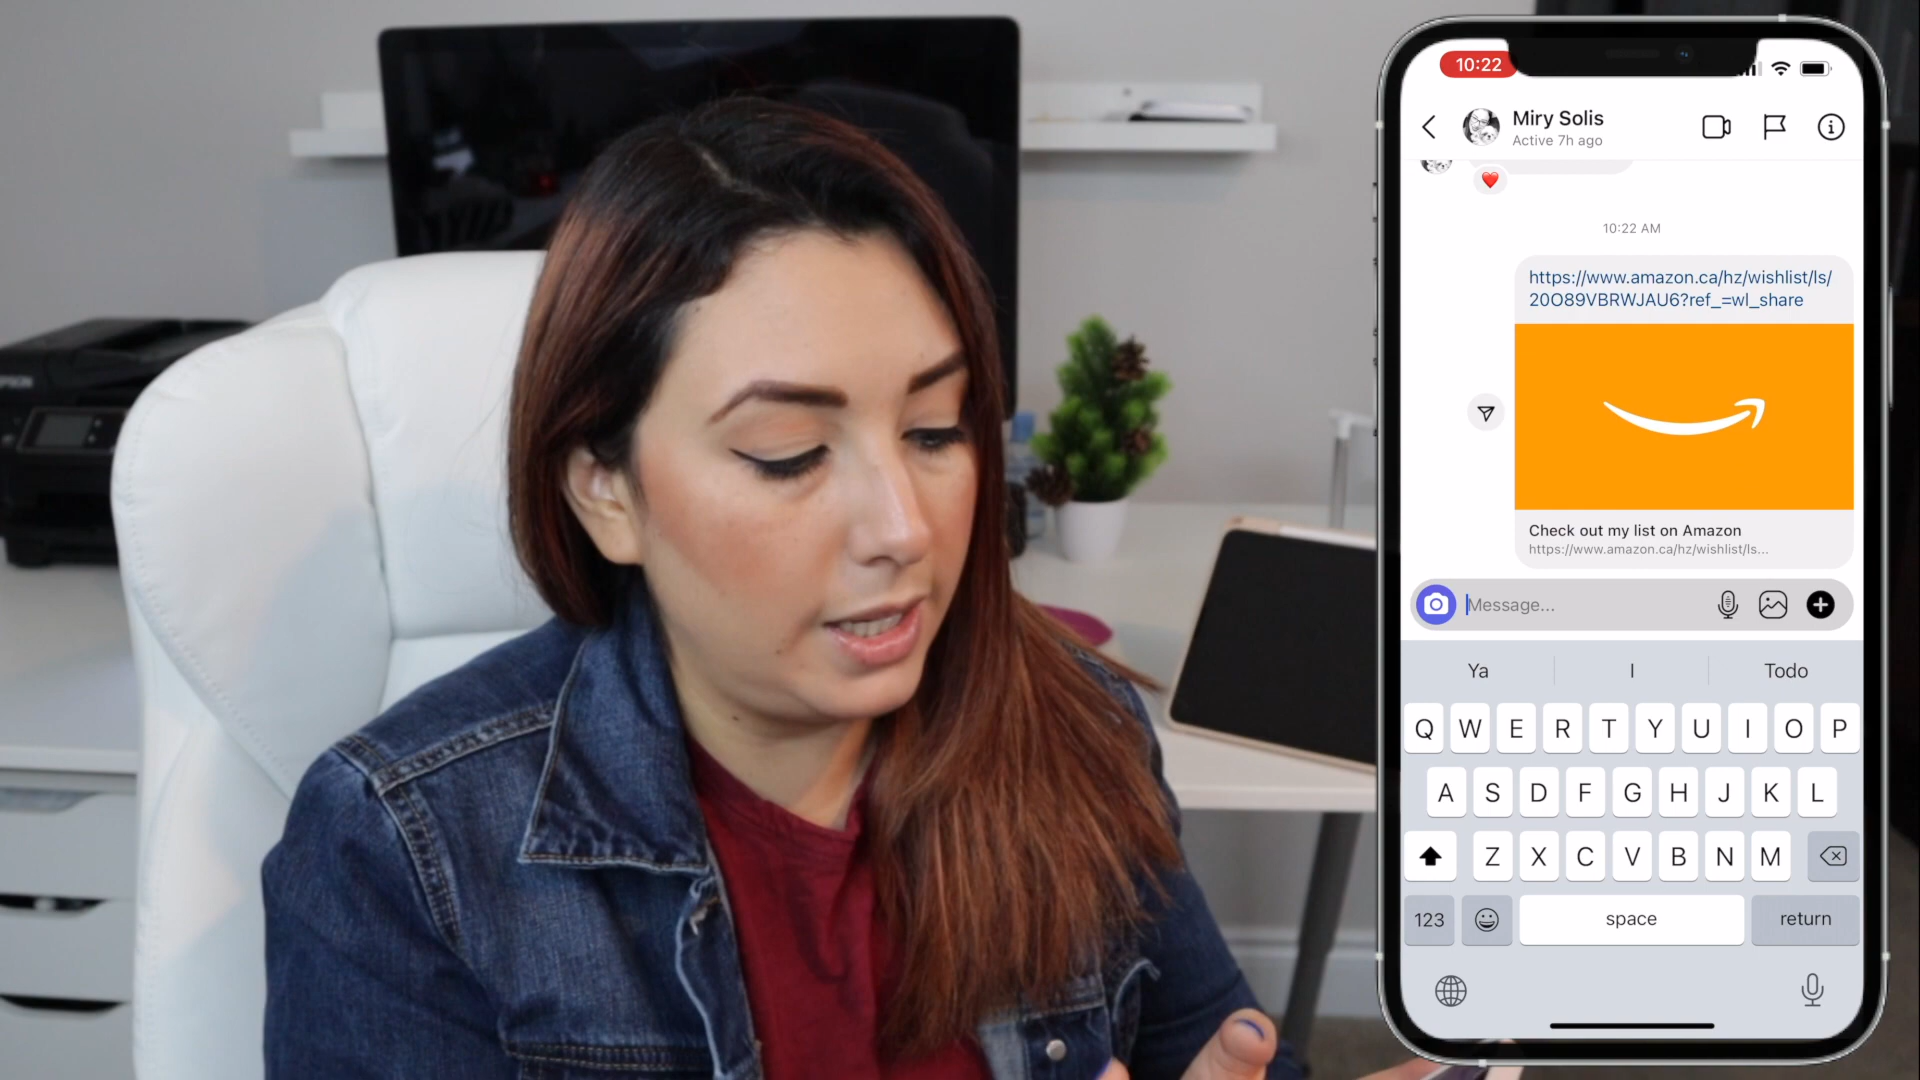 EPSON
10:22
Miry Solis
Active 7h ago
10:22 AM
https://www.amazon.ca/hz/wishlist/ls/
20O89VBRWJAU6?ref_=wl_share
Check out my list on Amazon
https://www.amazon.ca/hz/wishlist/ls...
Message...
Ya I Todo
Q W E R T Y U I O P
A S D F G H J K L
Z X C V B N M
123 space return